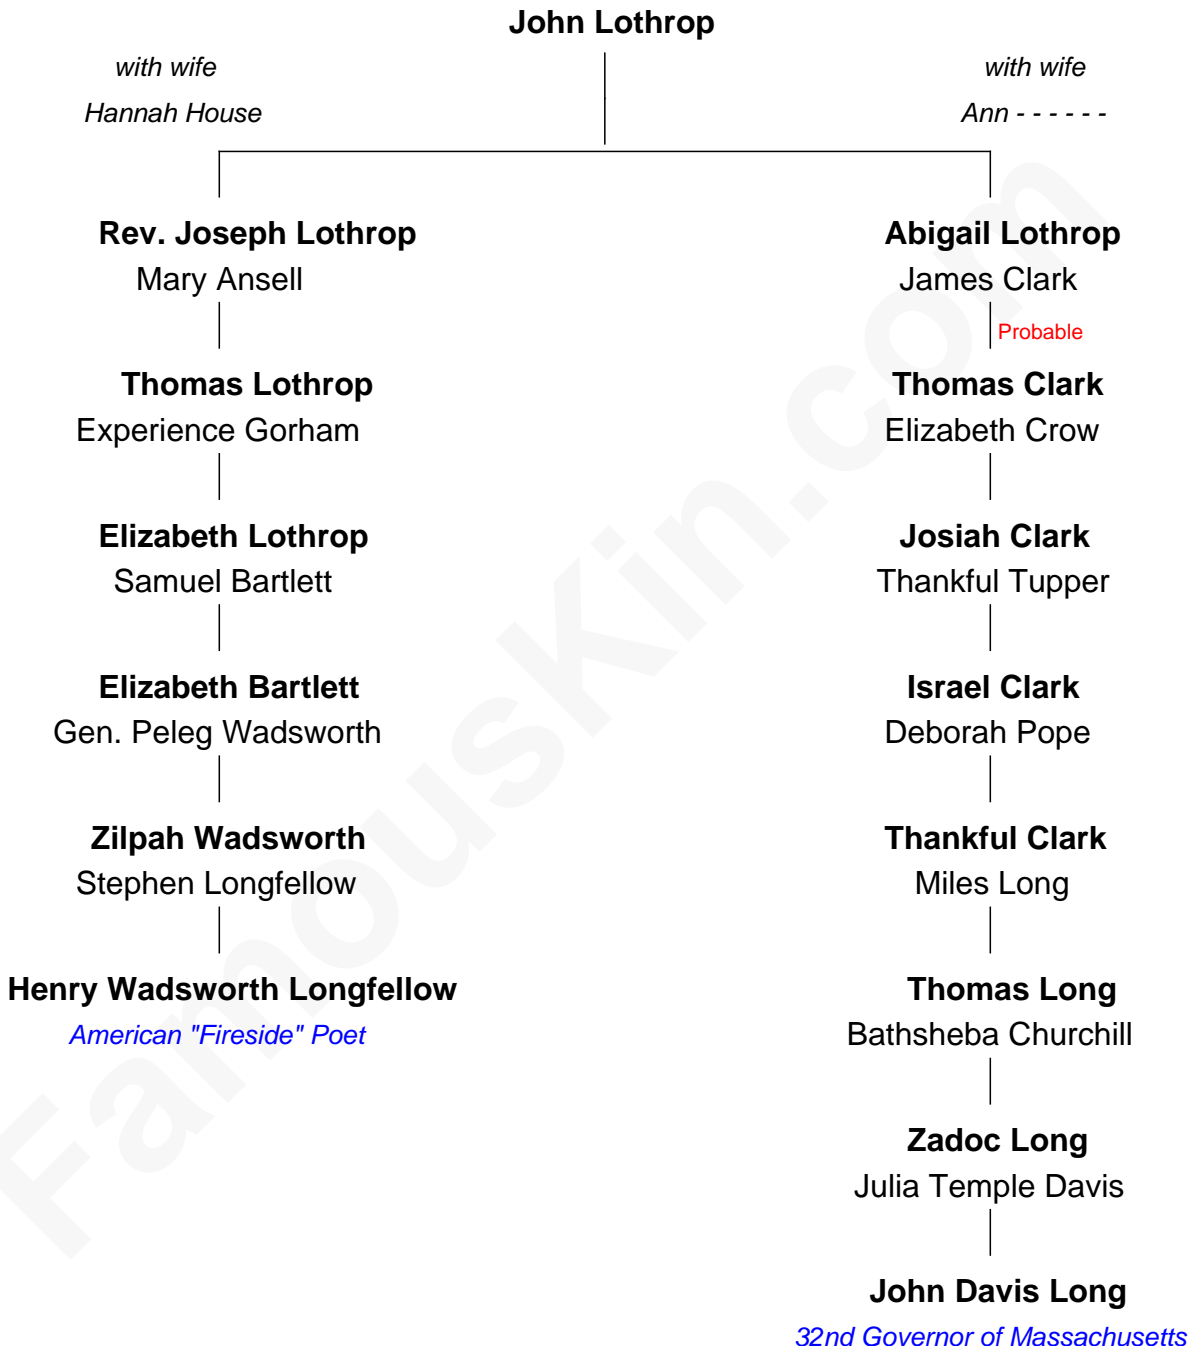 John Lothrop
with wife
Hannah House
with wife
Ann - - - - - -
Rev. Joseph Lothrop
Mary Ansell
Abigail Lothrop
James Clark
Probable
Thomas Lothrop
Experience Gorham
Thomas Clark
Elizabeth Crow
Elizabeth Lothrop
Samuel Bartlett
Josiah Clark
Thankful Tupper
Elizabeth Bartlett
Gen. Peleg Wadsworth
Israel Clark
Deborah Pope
Zilpah Wadsworth
Stephen Longfellow
Thankful Clark
Miles Long
Henry Wadsworth Longfellow
American "Fireside" Poet
Thomas Long
Bathsheba Churchill
Zadoc Long
Julia Temple Davis
John Davis Long
32nd Governor of Massachusetts
FamousKin.com